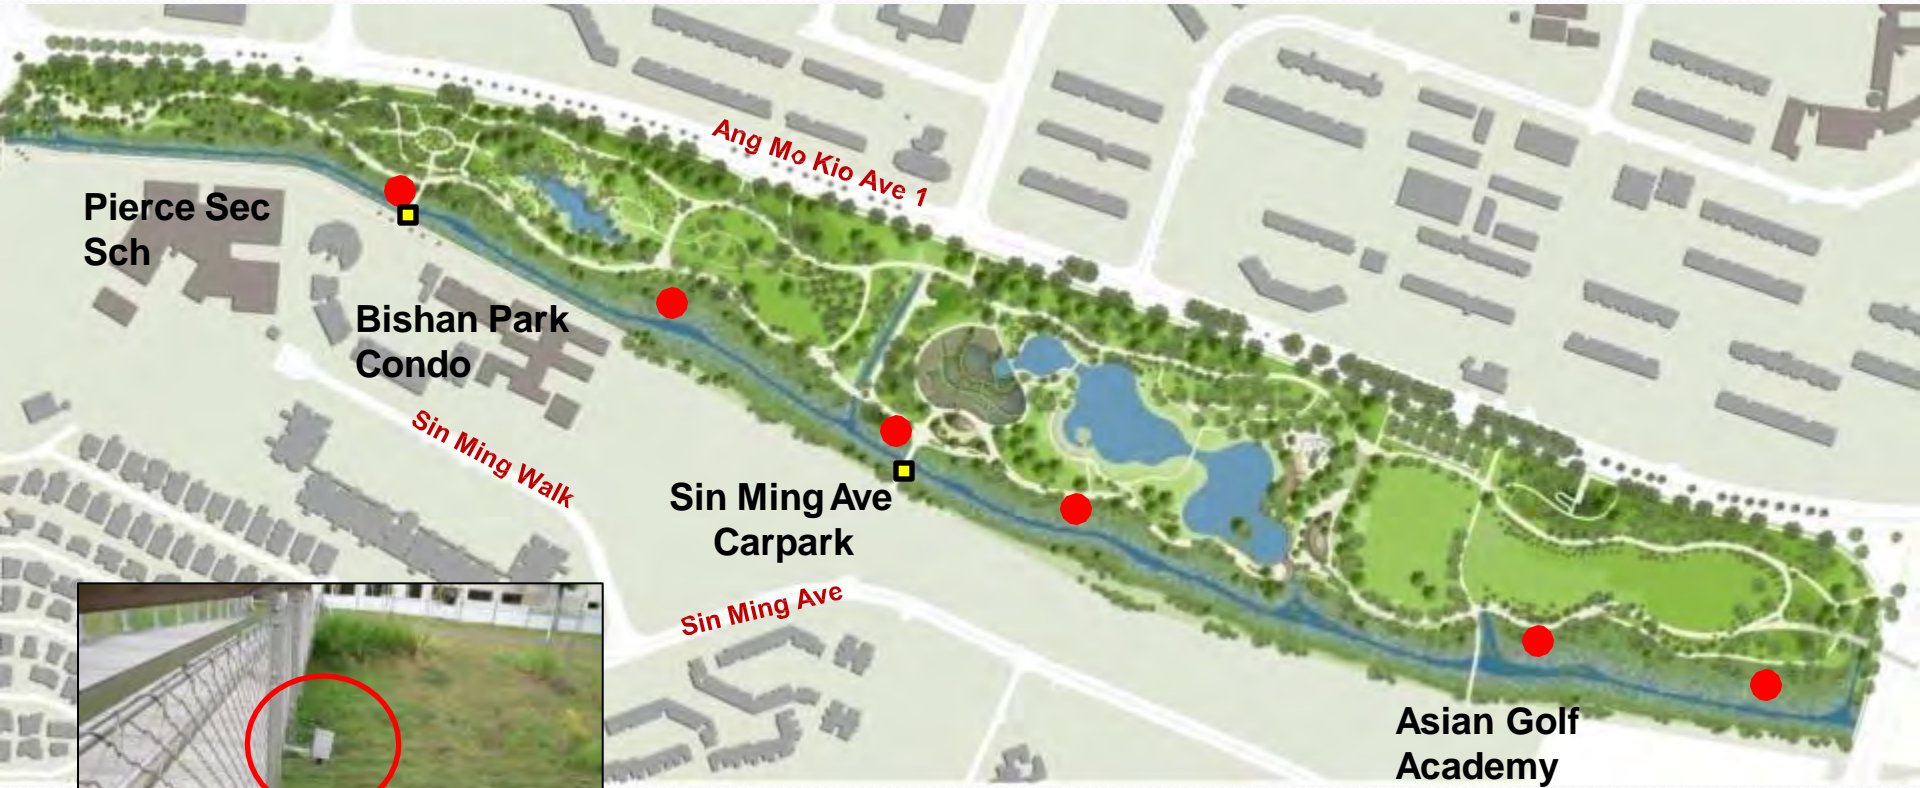 Ang Mo Kio Ave 1
Pierce Sec
Sch
Bishan Park
Condo
Sin Ming Walk
Sin Ming Ave
Carpark
Sin Ming Ave
Asian Golf
Academy